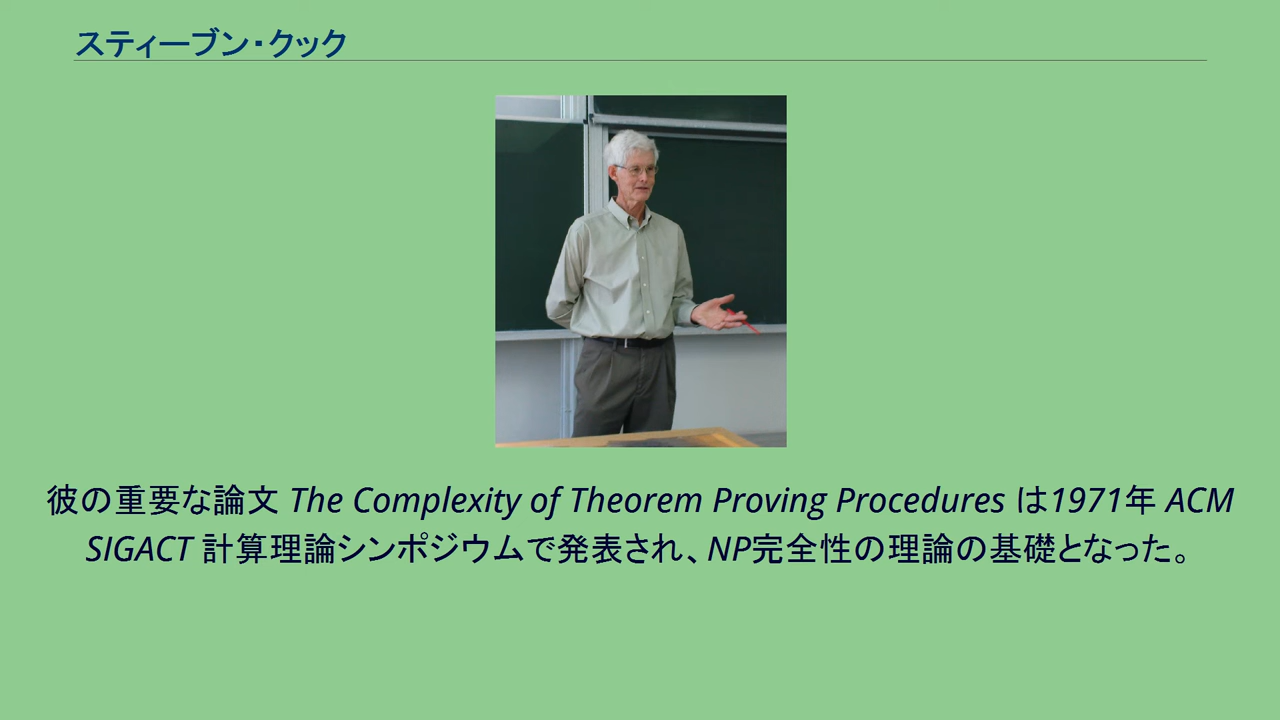 スティーブン・クック
彼の重要な論文 The Complexity of Theorem Proving Procedures は1971年 ACM
SIGACT 計算理論シンポジウムで発表され、NP完全性の理論の基礎となった。